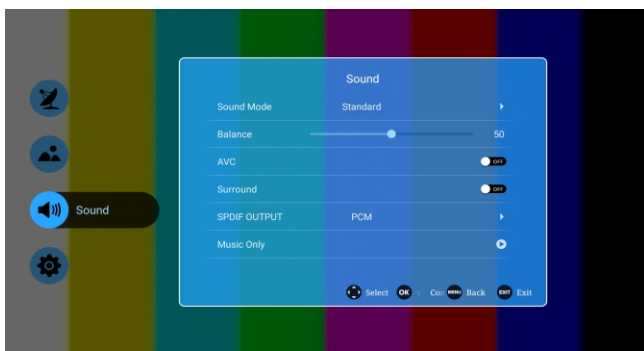 Sound
Sound Mode Standard
Balance 50
AVC OFF
Surround OFF
Sound
SPDIF OUTPUT PCM
Music Only
Select OK MENU Back EXIT Exit